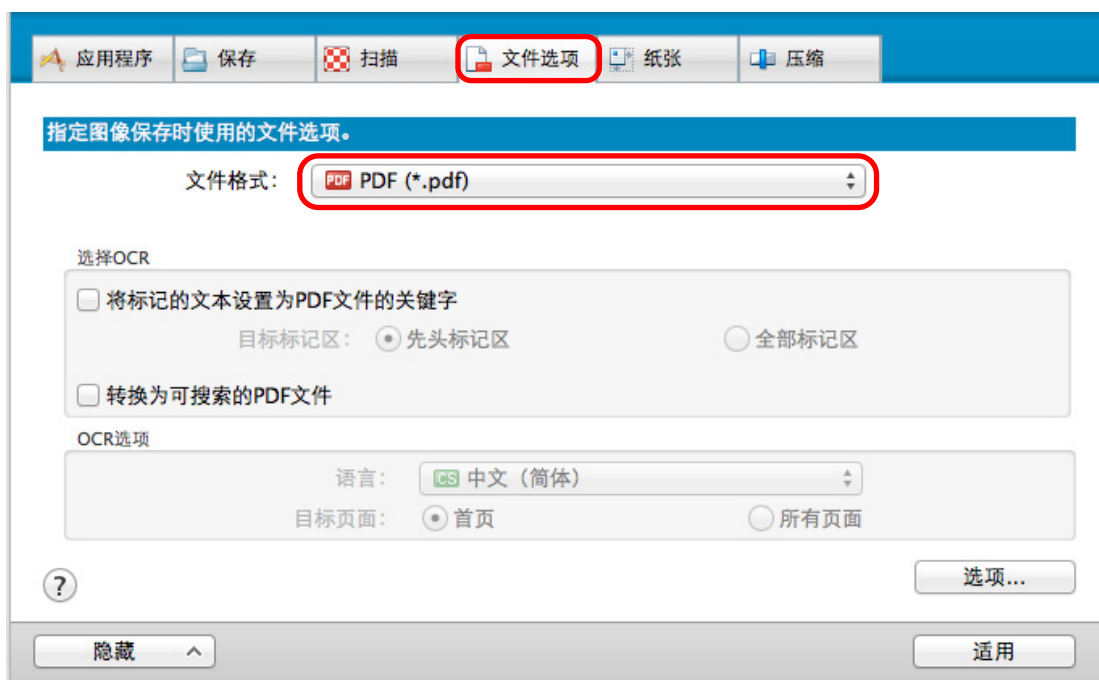 应用程序 保存 扫描 文件选项 纸张 压缩
指定图像保存时使用的文件选项。
文件格式： PDF PDF (*.pdf)
选择OCR
将标记的文本设置为PDF文件的关键字
目标标记区： 先头标记区 全部标记区
转换为可搜索的PDF文件
OCR选项
语言： CS 中文（简体）
目标页面： 首页 所有页面
? 选项...
隐藏 适用